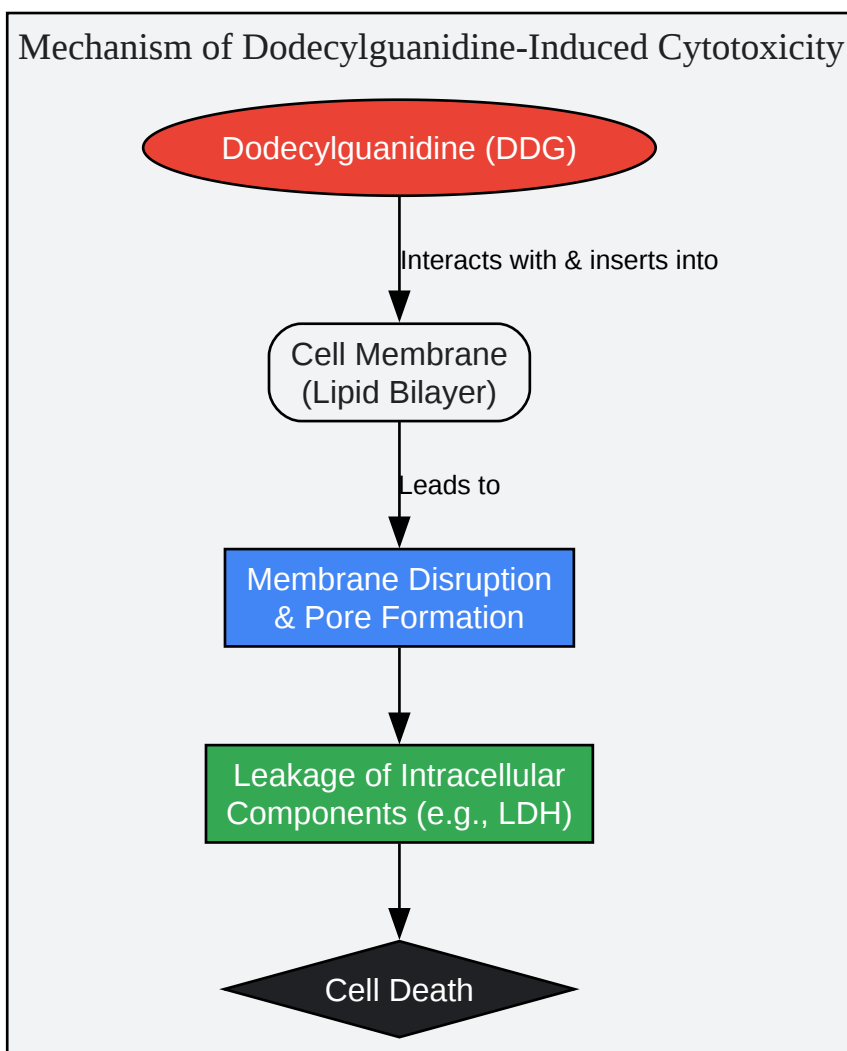 Mechanism of Dodecylguanidine-Induced Cytotoxicity
Dodecylguanidine (DDG)
Interacts with & inserts into
Cell Membrane
(Lipid Bilayer)
Leads to
Membrane Disruption
& Pore Formation
Leakage of Intracellular
Components (e.g., LDH)
Cell Death